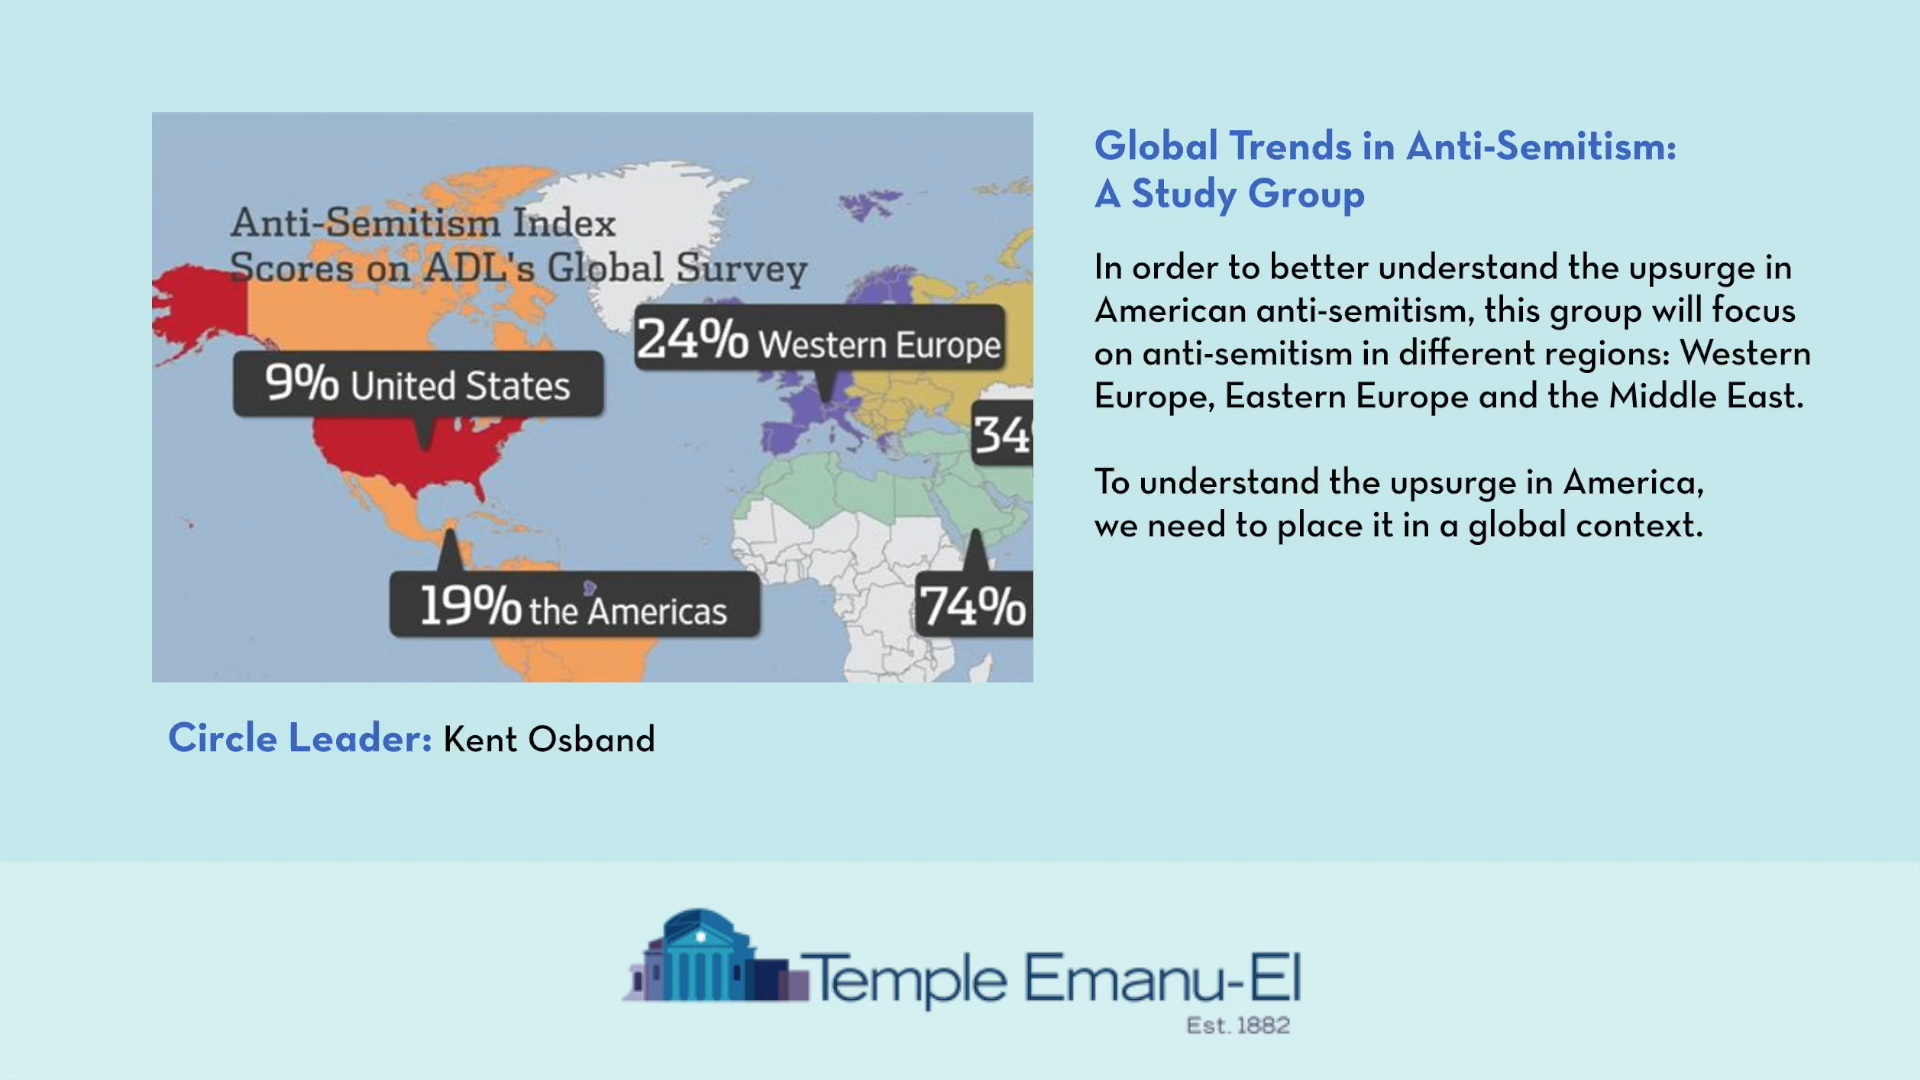 Anti-Semitism Index
Scores on ADL's Global Survey
24% Western Europe
9% United States
34
19% the Americas
74%
Circle Leader: Kent Osband
Global Trends in Anti-Semitism:
A Study Group
In order to better understand the upsurge in
American anti-semitism, this group will focus
on anti-semitism in different regions: Western
Europe, Eastern Europe and the Middle East.
To understand the upsurge in America,
we need to place it in a global context.
Temple Emanu-El
Est. 1882